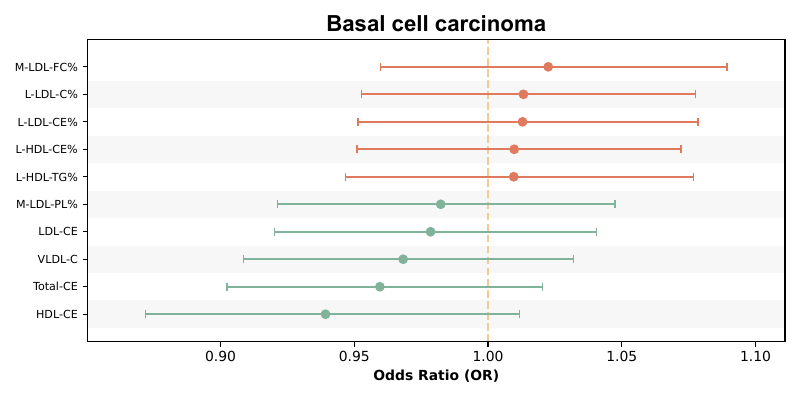 Basal cell carcinoma
M-LDL-FC%
L-LDL-C%
L-LDL-CE%
L-HDL-CE%
L-HDL-TG%
M-LDL-PL%
LDL-CE
VLDL-C
Total-CE
HDL-CE
0.90 0.95 1.00 1.05 1.10
Odds Ratio (OR)